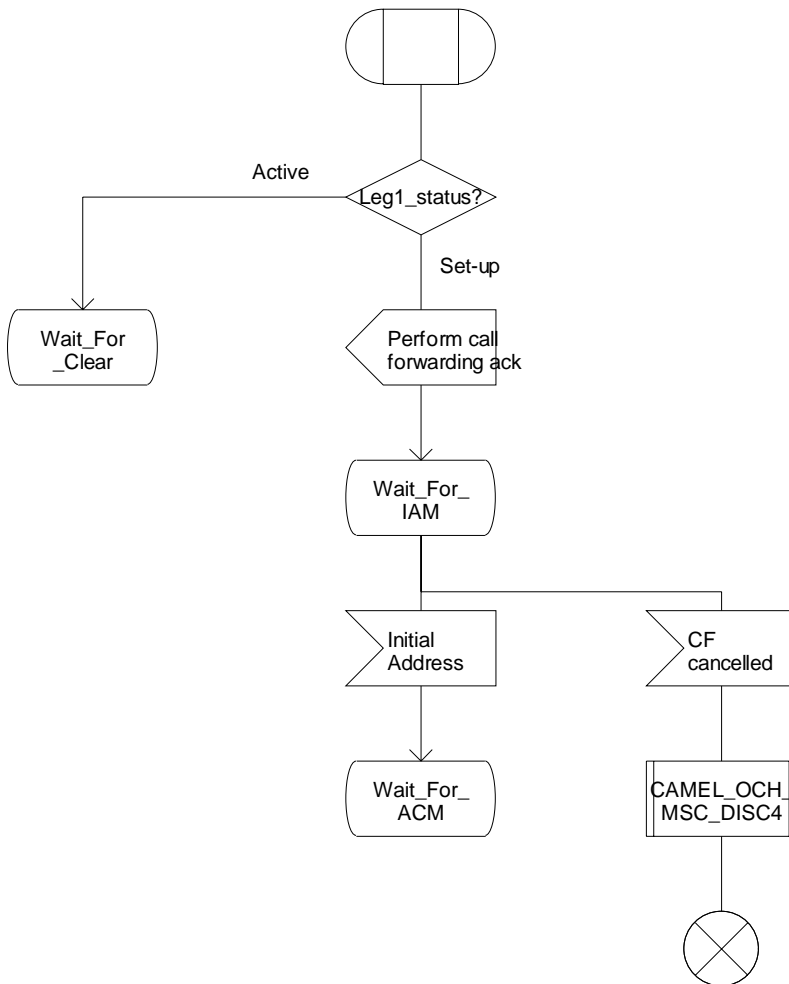 Active
Leg1_status?
Set-up
Wait_For
_Clear
Perform call
forwarding ack
Wait_For_
IAM
Initial
Address
CF
cancelled
Wait_For_
ACM
CAMEL_OCH_
MSC_DISC4